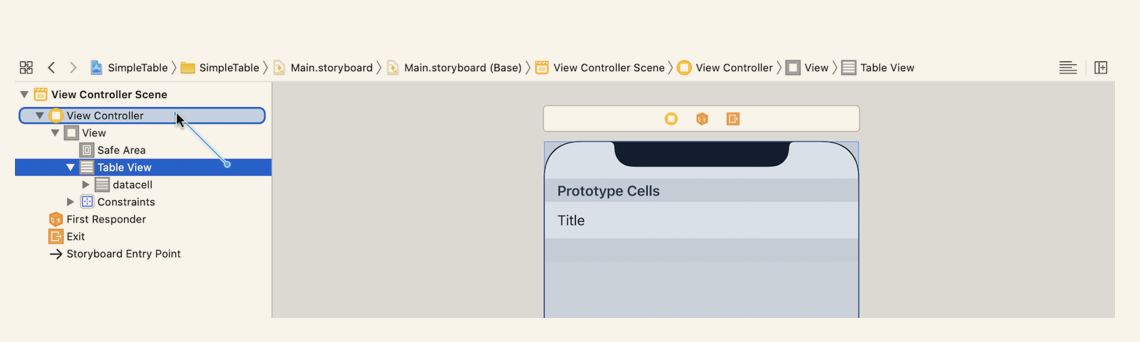 SimpleTable SimpleTable Main.storyboard Main.storyboard (Base) View Controller Scene View Controller View Table View
View Controller Scene
View Controller
View
Safe Area
Table View
datacell
Constraints
First Responder
Exit
Storyboard Entry Point
Prototype Cells
Title